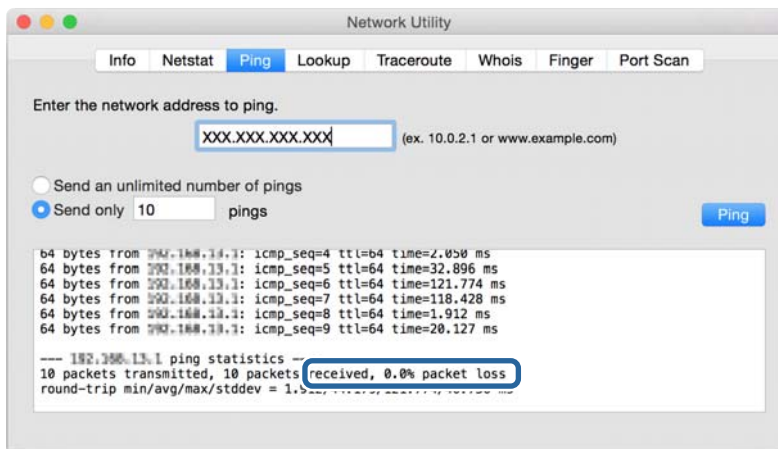 Network Utility
Info Netstat Ping Lookup Traceroute Whois Finger Port Scan
Enter the network address to ping.
XXX.XXX.XXX.XXX (ex. 10.0.2.1 or www.example.com)
Send an unlimited number of pings
Send only 10 pings
Ping
64 bytes from : icmp_seq=4 ttl=64 time=2.050 ms
64 bytes from : icmp_seq=5 ttl=64 time=32.896 ms
64 bytes from : icmp_seq=6 ttl=64 time=121.774 ms
64 bytes from : icmp_seq=7 ttl=64 time=118.428 ms
64 bytes from : icmp_seq=8 ttl=64 time=1.912 ms
64 bytes from : icmp_seq=9 ttl=64 time=20.127 ms
--- ping statistics --
10 packets transmitted, 10 packets received, 0.0% packet loss
round-trip min/avg/max/stddev = ms